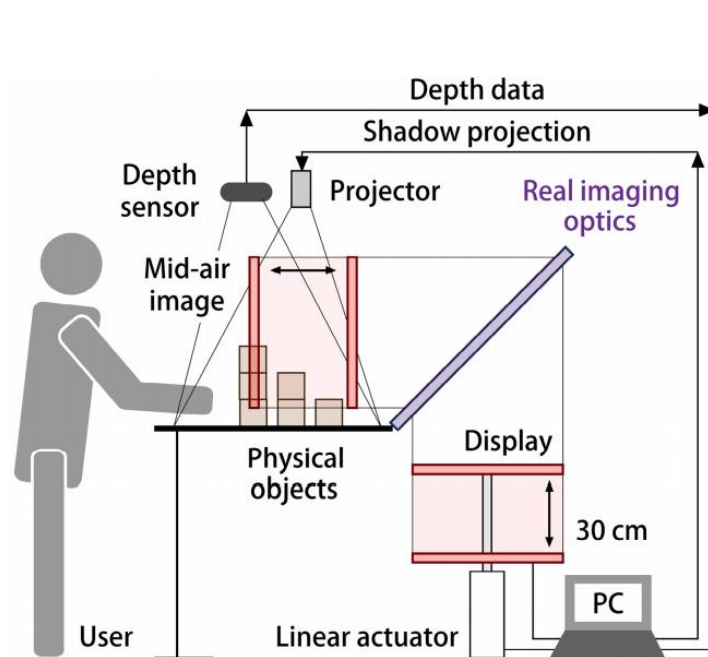 Depth data
Shadow projection
Depth
sensor
Projector
Real imaging
optics
Mid-air
image
Physical
objects
Display
30 cm
PC
User
Linear actuator